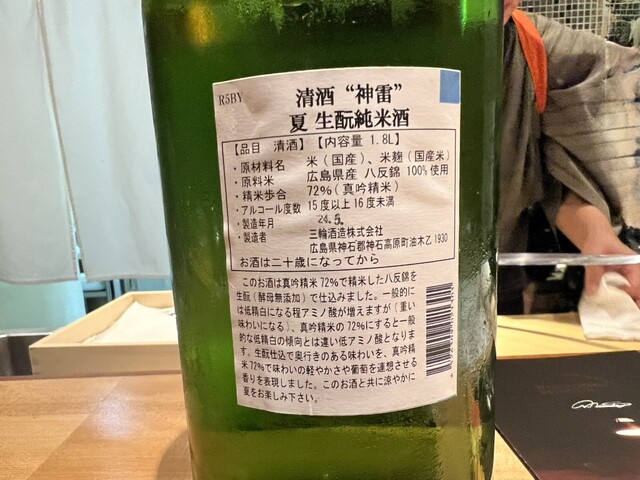 R5BY
清酒 “神雷”
夏 生酛純米酒
【品目 清酒】【内容量 1.8L】
・原材料名 米（国産）、米麹（国産米）
・原料米 広島県産 八反錦 100%使用
・精米歩合 72%（真吟精米）
・アルコール度数 15度以上16度未満
・製造年月 24.5.
・製造者 三輪酒造株式会社
広島県神石郡神石高原町油木乙1930
お酒は二十歳になってから
このお酒は真吟精米72%で精米した八反錦を
生酛（酵母無添加）で仕込みました。一般的に
は低精白になる程アミノ酸が増えますが（重い
味わいになる）、真吟精米の72%にすると一般
的な低精白の傾向とは違い低アミノ酸となりま
す。生酛仕込で奥行きのある味わいを、真吟精
米72%で味わいの軽やかさや葡萄を連想させる
香りを表現しました。このお酒と共に涼やかに
夏をお楽しみ下さい。